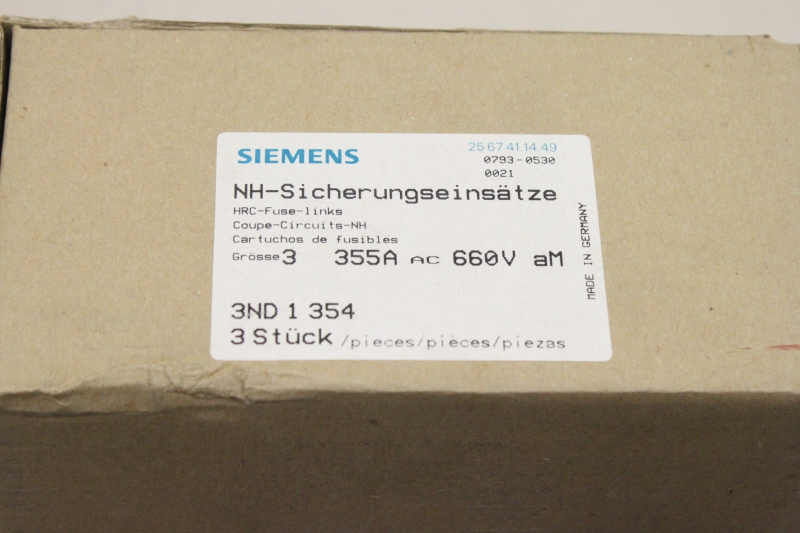 SIEMENS
25 67 41.14.49
0793-0530
0021
NH-Sicherungseinsätze
HRC-Fuse-links
Coupe-Circuits-NH
Cartuchos de fusibles
Grösse 3 355A AC 660V aM
3ND 1 354
3 Stück /pieces/pièces/piezas
MADE IN GERMANY